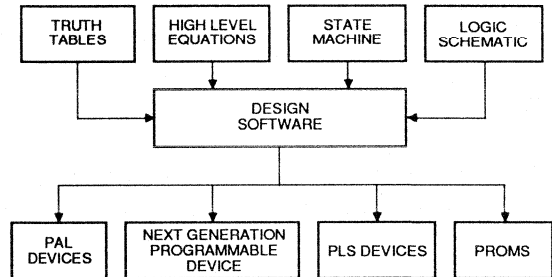 TRUTH
TABLES
HIGH LEVEL
EQUATIONS
STATE
MACHINE
LOGIC
SCHEMATIC
DESIGN
SOFTWARE
PAL
DEVICES
NEXT GENERATION
PROGRAMMABLE
DEVICE
PLS DEVICES
PROMS